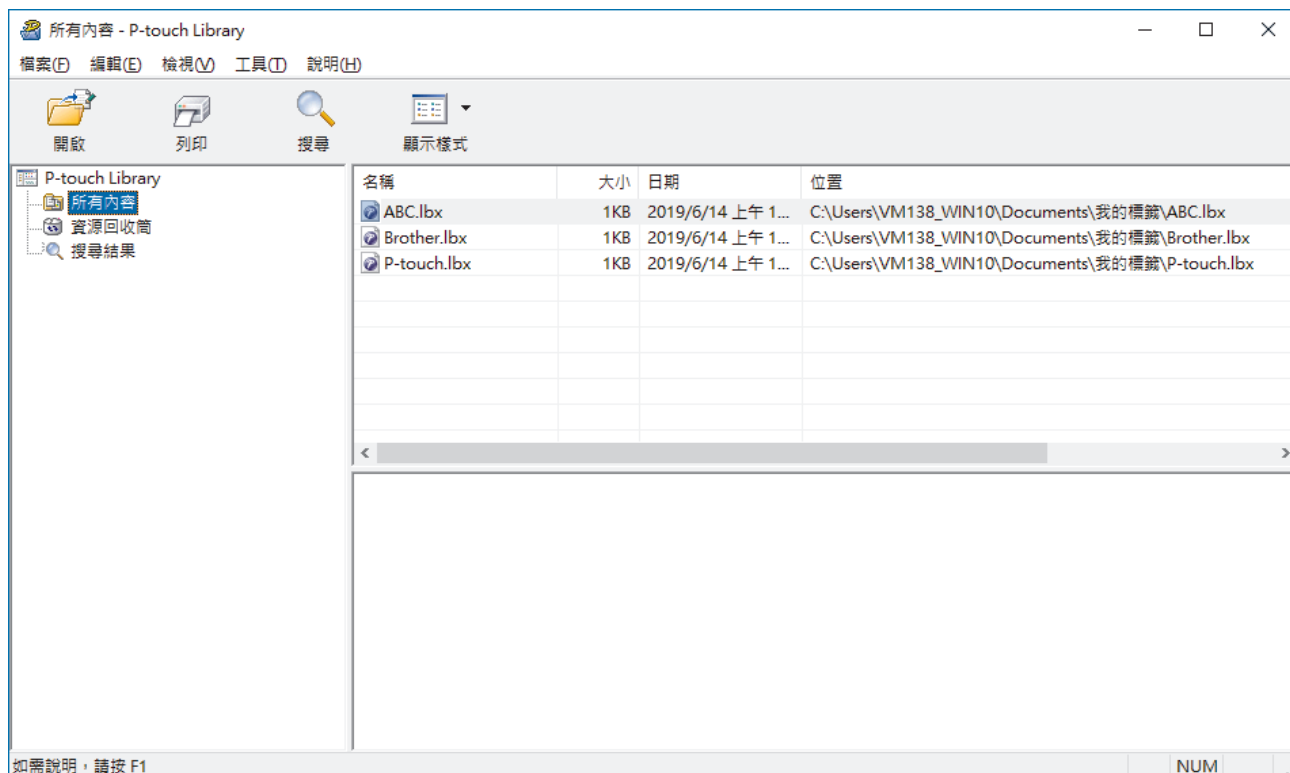 所有內容 - P-touch Library
檔案(F) 編輯(E) 檢視(V) 工具(T) 說明(H)
開啟 列印 搜尋 顯示樣式
P-touch Library
所有內容
資源回收筒
搜尋結果
名稱 大小 日期 位置
ABC.lbx 1KB 2019/6/14 上午 1... C:\Users\VM138_WIN10\Documents\我的標籤\ABC.lbx
Brother.lbx 1KB 2019/6/14 上午 1... C:\Users\VM138_WIN10\Documents\我的標籤\Brother.lbx
P-touch.lbx 1KB 2019/6/14 上午 1... C:\Users\VM138_WIN10\Documents\我的標籤\P-touch.lbx
如需說明，請按 F1 NUM